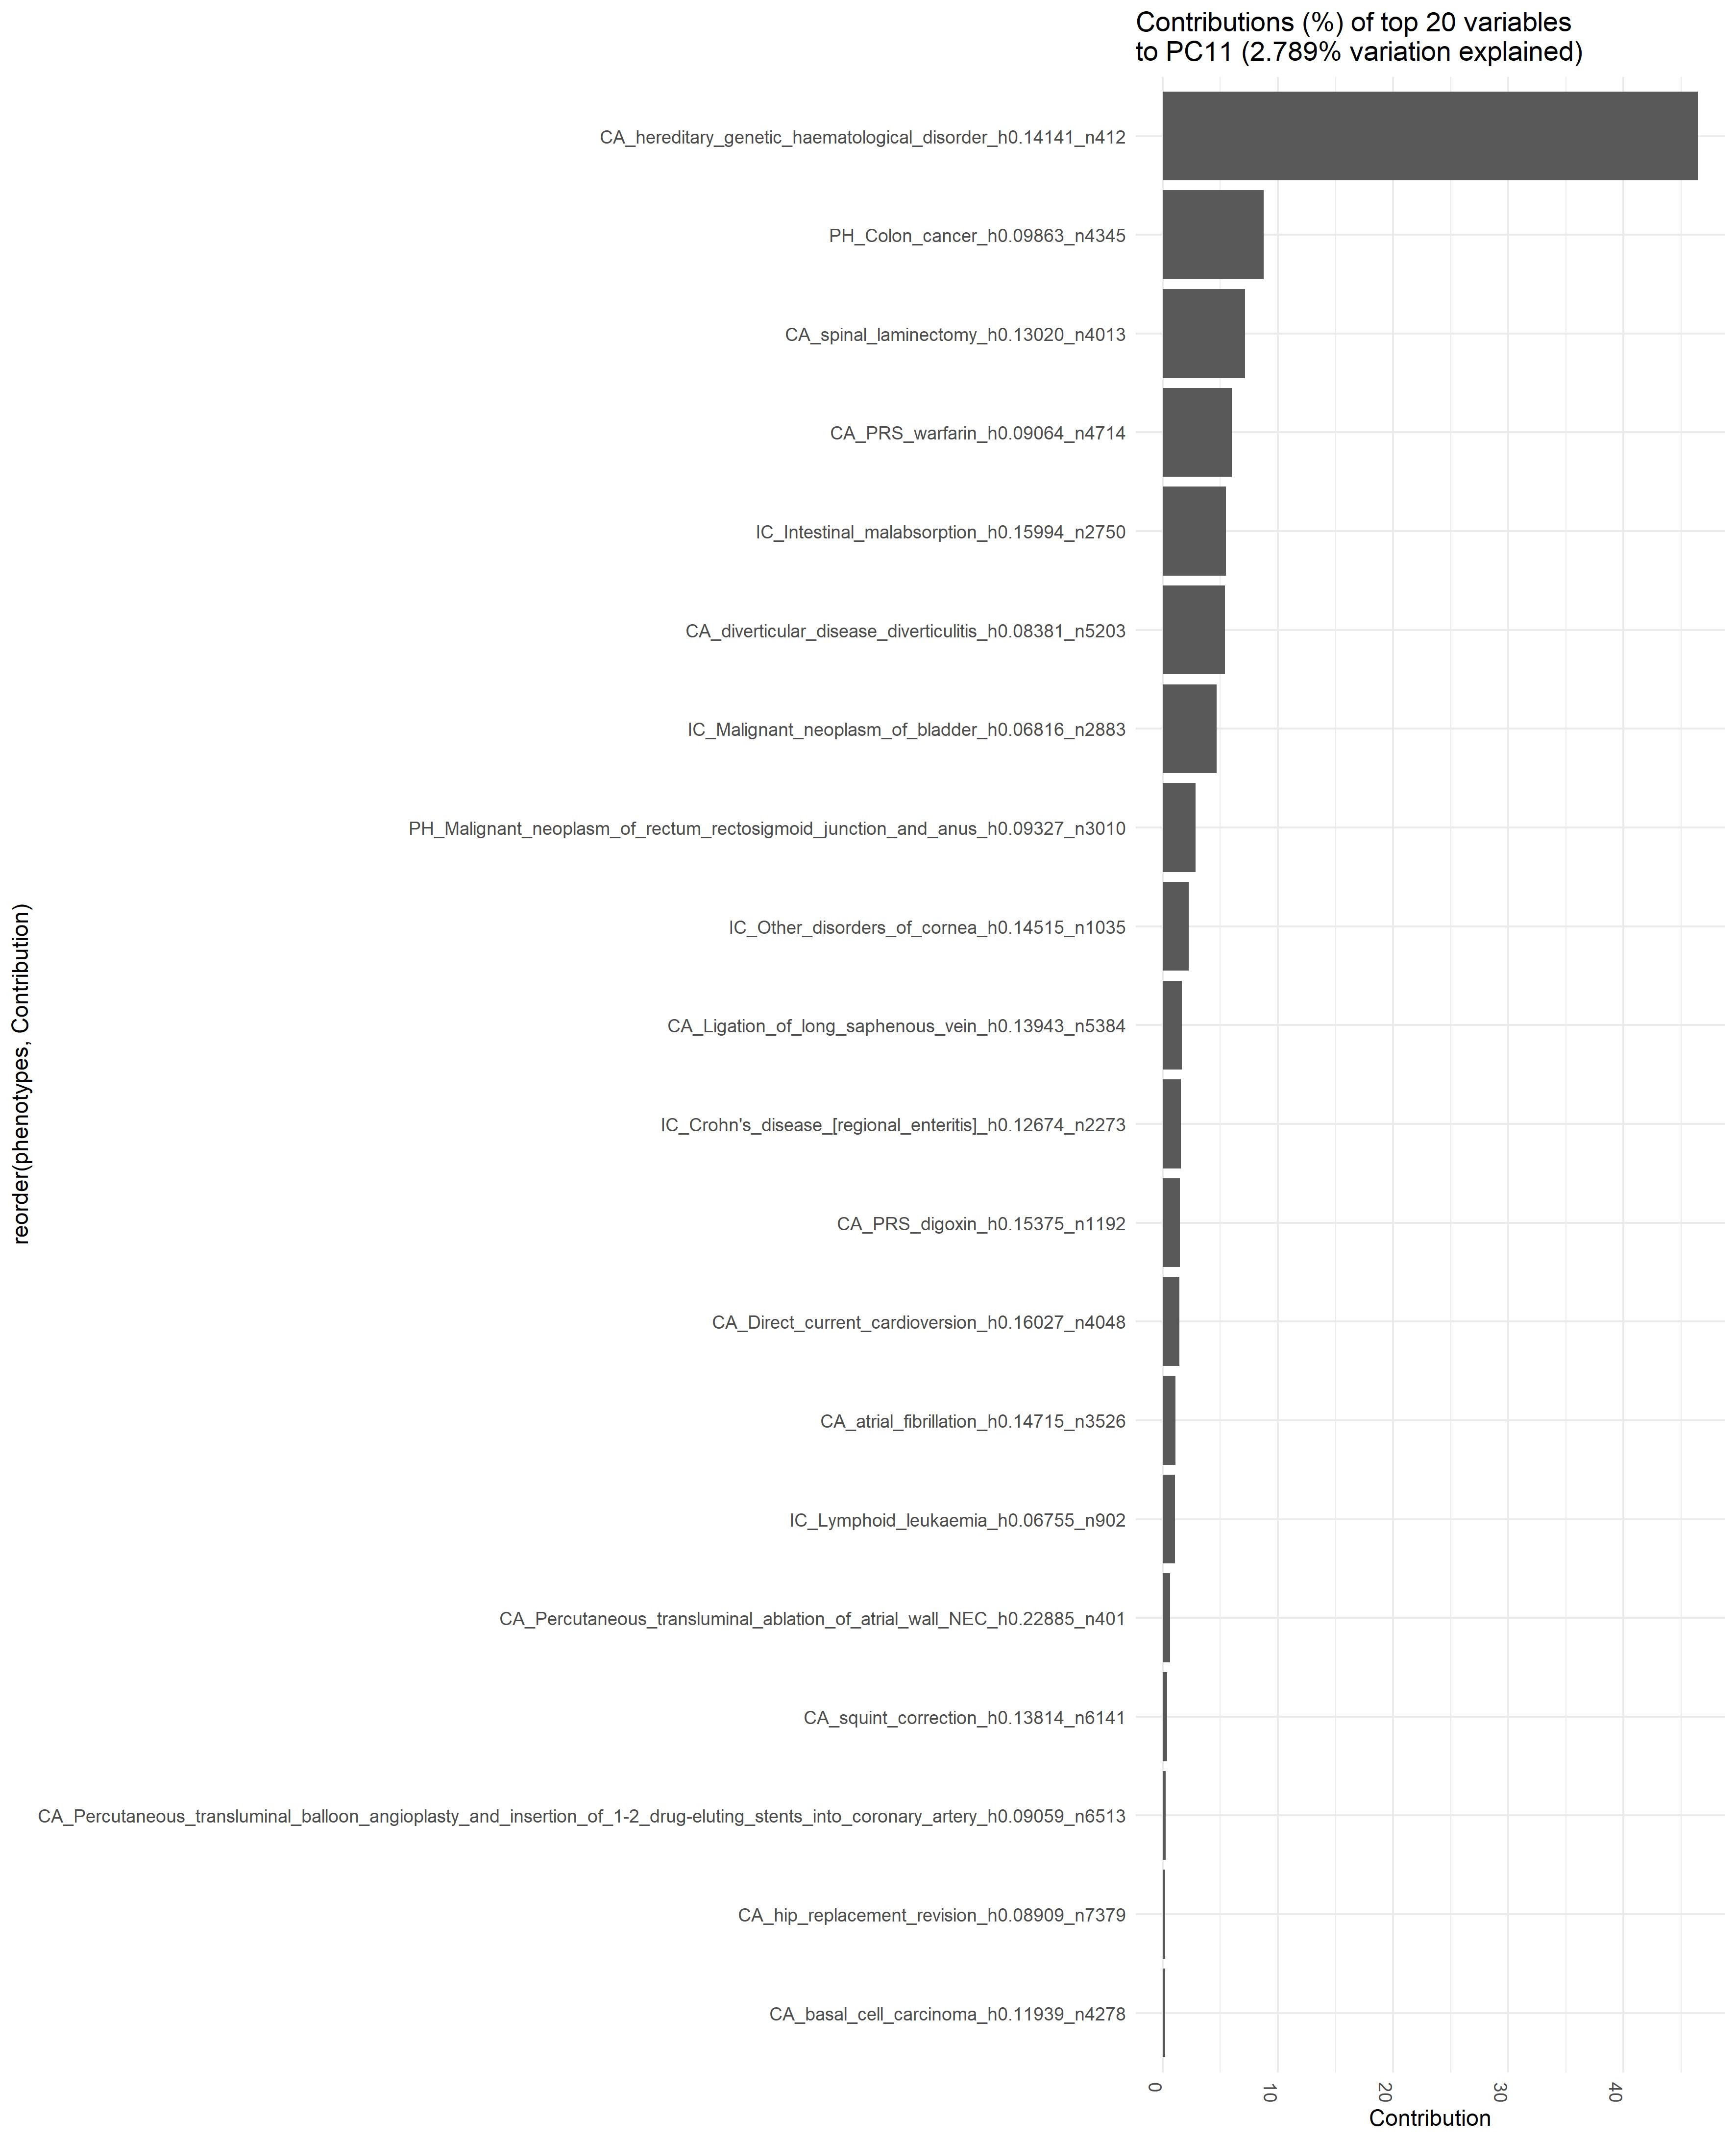 Contributions (%) of top 20 variables
to PC11 (2.789% variation explained)
CA_hereditary_genetic_haematological_disorder_h0.14141_n412
PH_Colon_cancer_h0.09863_n4345
CA_spinal_laminectomy_h0.13020_n4013
CA_PRS_warfarin_h0.09064_n4714
IC_Intestinal_malabsorption_h0.15994_n2750
CA_diverticular_disease_diverticulitis_h0.08381_n5203
IC_Malignant_neoplasm_of_bladder_h0.06816_n2883
PH_Malignant_neoplasm_of_rectum_rectosigmoid_junction_and_anus_h0.09327_n3010
IC_Other_disorders_of_cornea_h0.14515_n1035
CA_Ligation_of_long_saphenous_vein_h0.13943_n5384
IC_Crohn's_disease_[regional_enteritis]_h0.12674_n2273
CA_PRS_digoxin_h0.15375_n1192
CA_Direct_current_cardioversion_h0.16027_n4048
CA_atrial_fibrillation_h0.14715_n3526
IC_Lymphoid_leukaemia_h0.06755_n902
CA_Percutaneous_transluminal_ablation_of_atrial_wall_NEC_h0.22885_n401
CA_squint_correction_h0.13814_n6141
CA_Percutaneous_transluminal_balloon_angioplasty_and_insertion_of_1-2_drug-eluting_stents_into_coronary_artery_h0.09059_n6513
CA_hip_replacement_revision_h0.08909_n7379
CA_basal_cell_carcinoma_h0.11939_n4278
reorder(phenotypes, Contribution)
0
10
20
30
40
Contribution